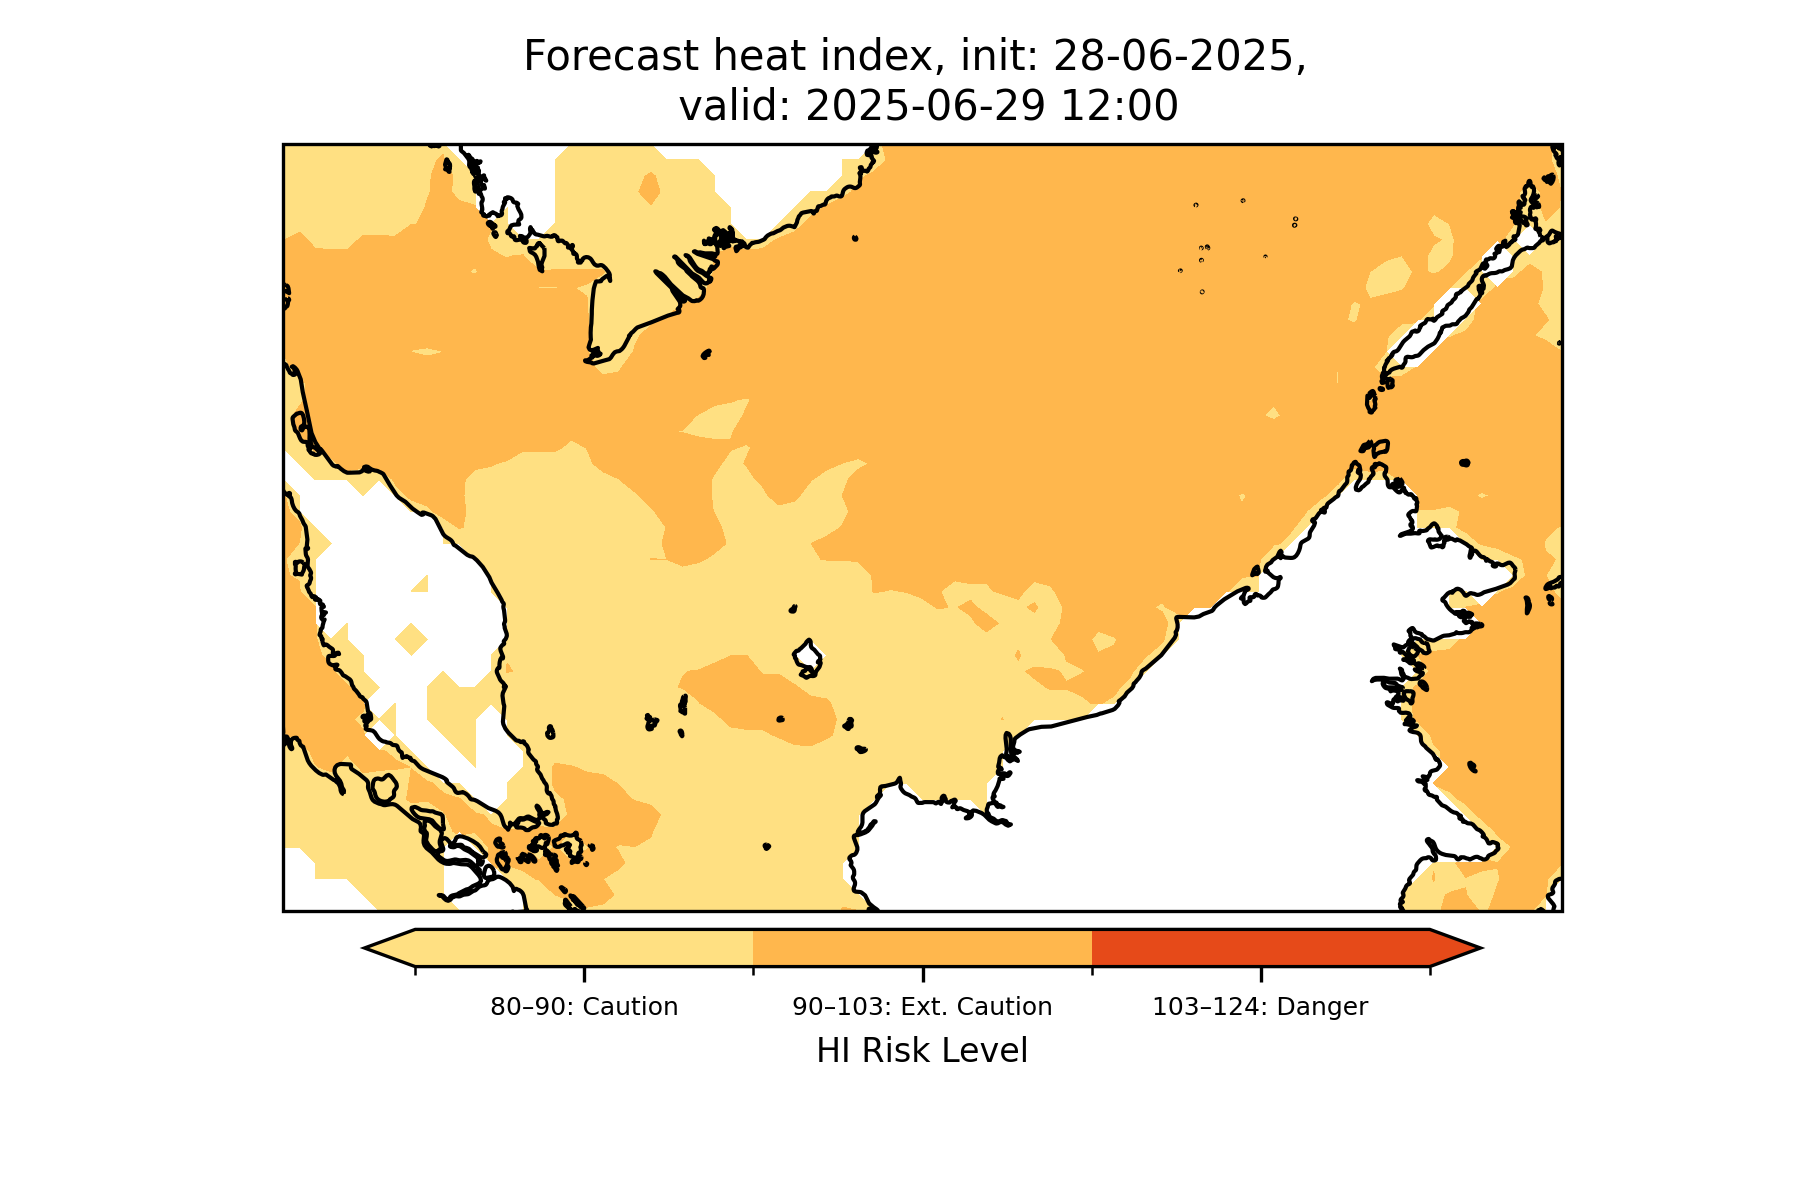 Forecast heat index, init: 28-06-2025,
valid: 2025-06-29 12:00
80–90: Caution
90–103: Ext. Caution
103–124: Danger
HI Risk Level